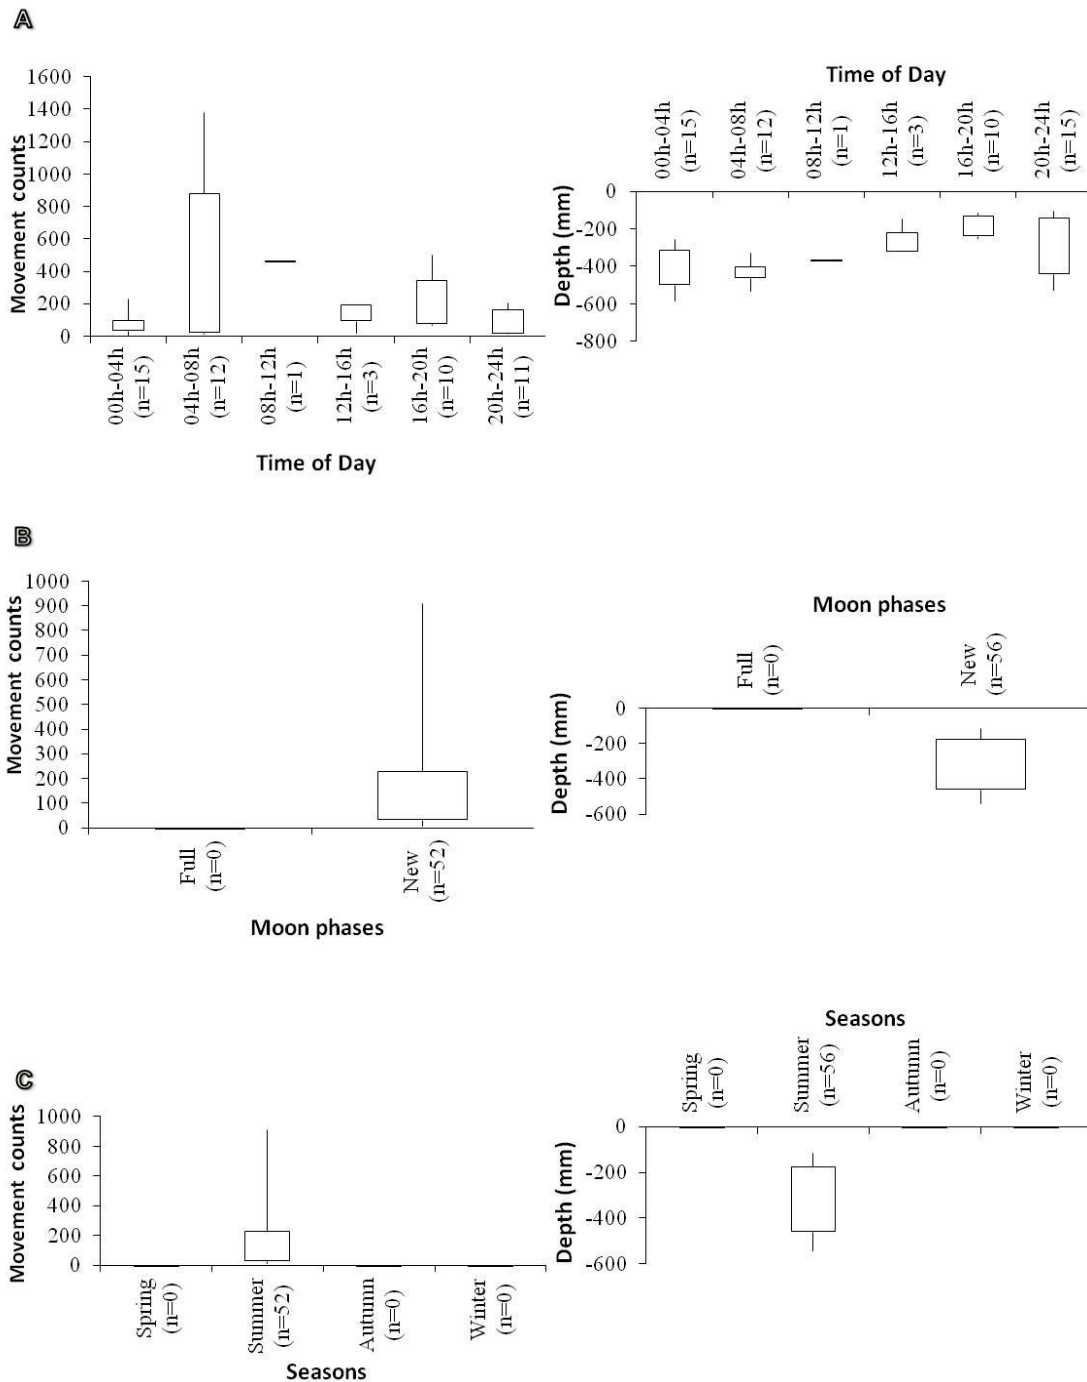 A
Movement counts
1600
1400
1200
1000
800
600
400
200
0
00h-04h
(n=15)
04h-08h
(n=12)
08h-12h
(n=1)
12h-16h
(n=3)
16h-20h
(n=10)
20h-24h
(n=11)
Time of Day
Time of Day
00h-04h
(n=15)
04h-08h
(n=12)
08h-12h
(n=1)
12h-16h
(n=3)
16h-20h
(n=10)
20h-24h
(n=15)
Depth (mm)
0
-200
-400
-600
-800
B
Movement counts
1000
900
800
700
600
500
400
300
200
100
0
Full
(n=0)
New
(n=52)
Moon phases
Moon phases
Full
(n=0)
New
(n=56)
Depth (mm)
0
-200
-400
-600
C
Movement counts
1000
800
600
400
200
0
Spring
(n=0)
Summer
(n=52)
Autumn
(n=0)
Winter
(n=0)
Seasons
Seasons
Spring
(n=0)
Summer
(n=56)
Autumn
(n=0)
Winter
(n=0)
Depth (mm)
0
-200
-400
-600